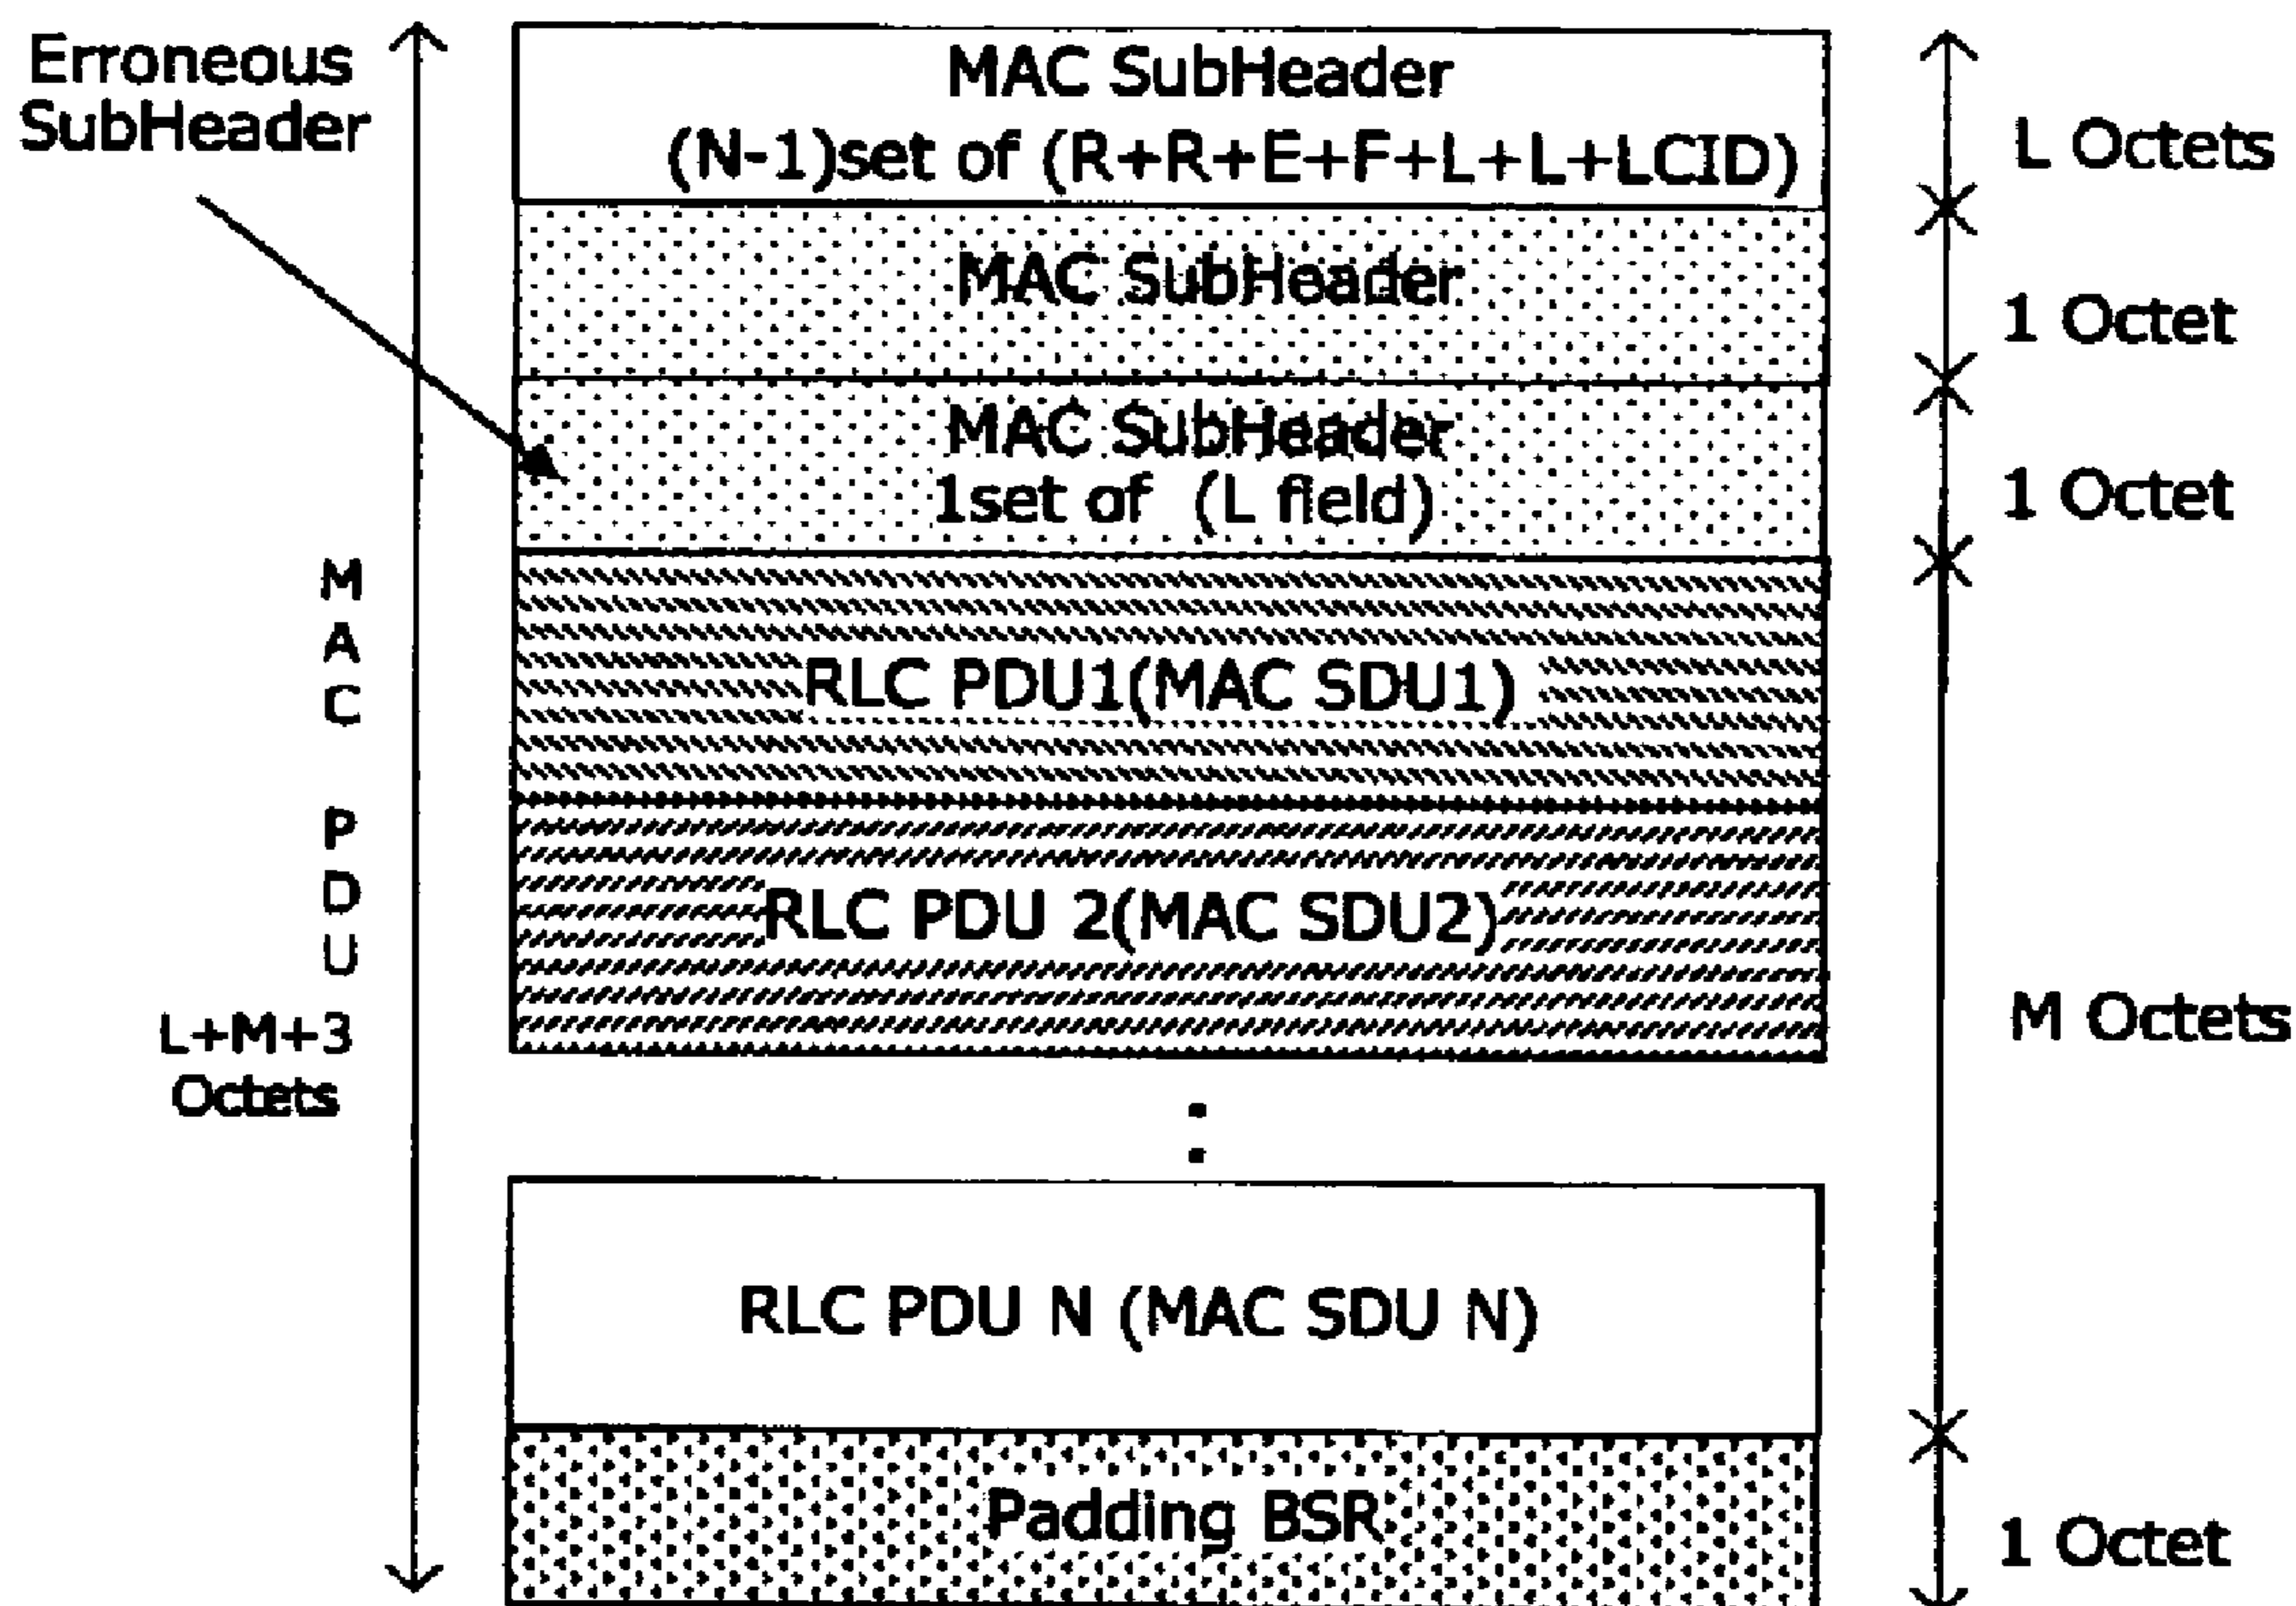 Erroneous
SubHeader
MAC SubHeader
(N-1)set of (R+R+E+F+L+L+LCID)
L Octets
MAC SubHeader
1 Octet
MAC SubHeader
1set of (L field)
1 Octet
MAC PDU
L+M+3
Octets
RLC PDU1(MAC SDU1)
RLC PDU 2(MAC SDU2)
:
M Octets
RLC PDU N (MAC SDU N)
Padding BSR
1 Octet